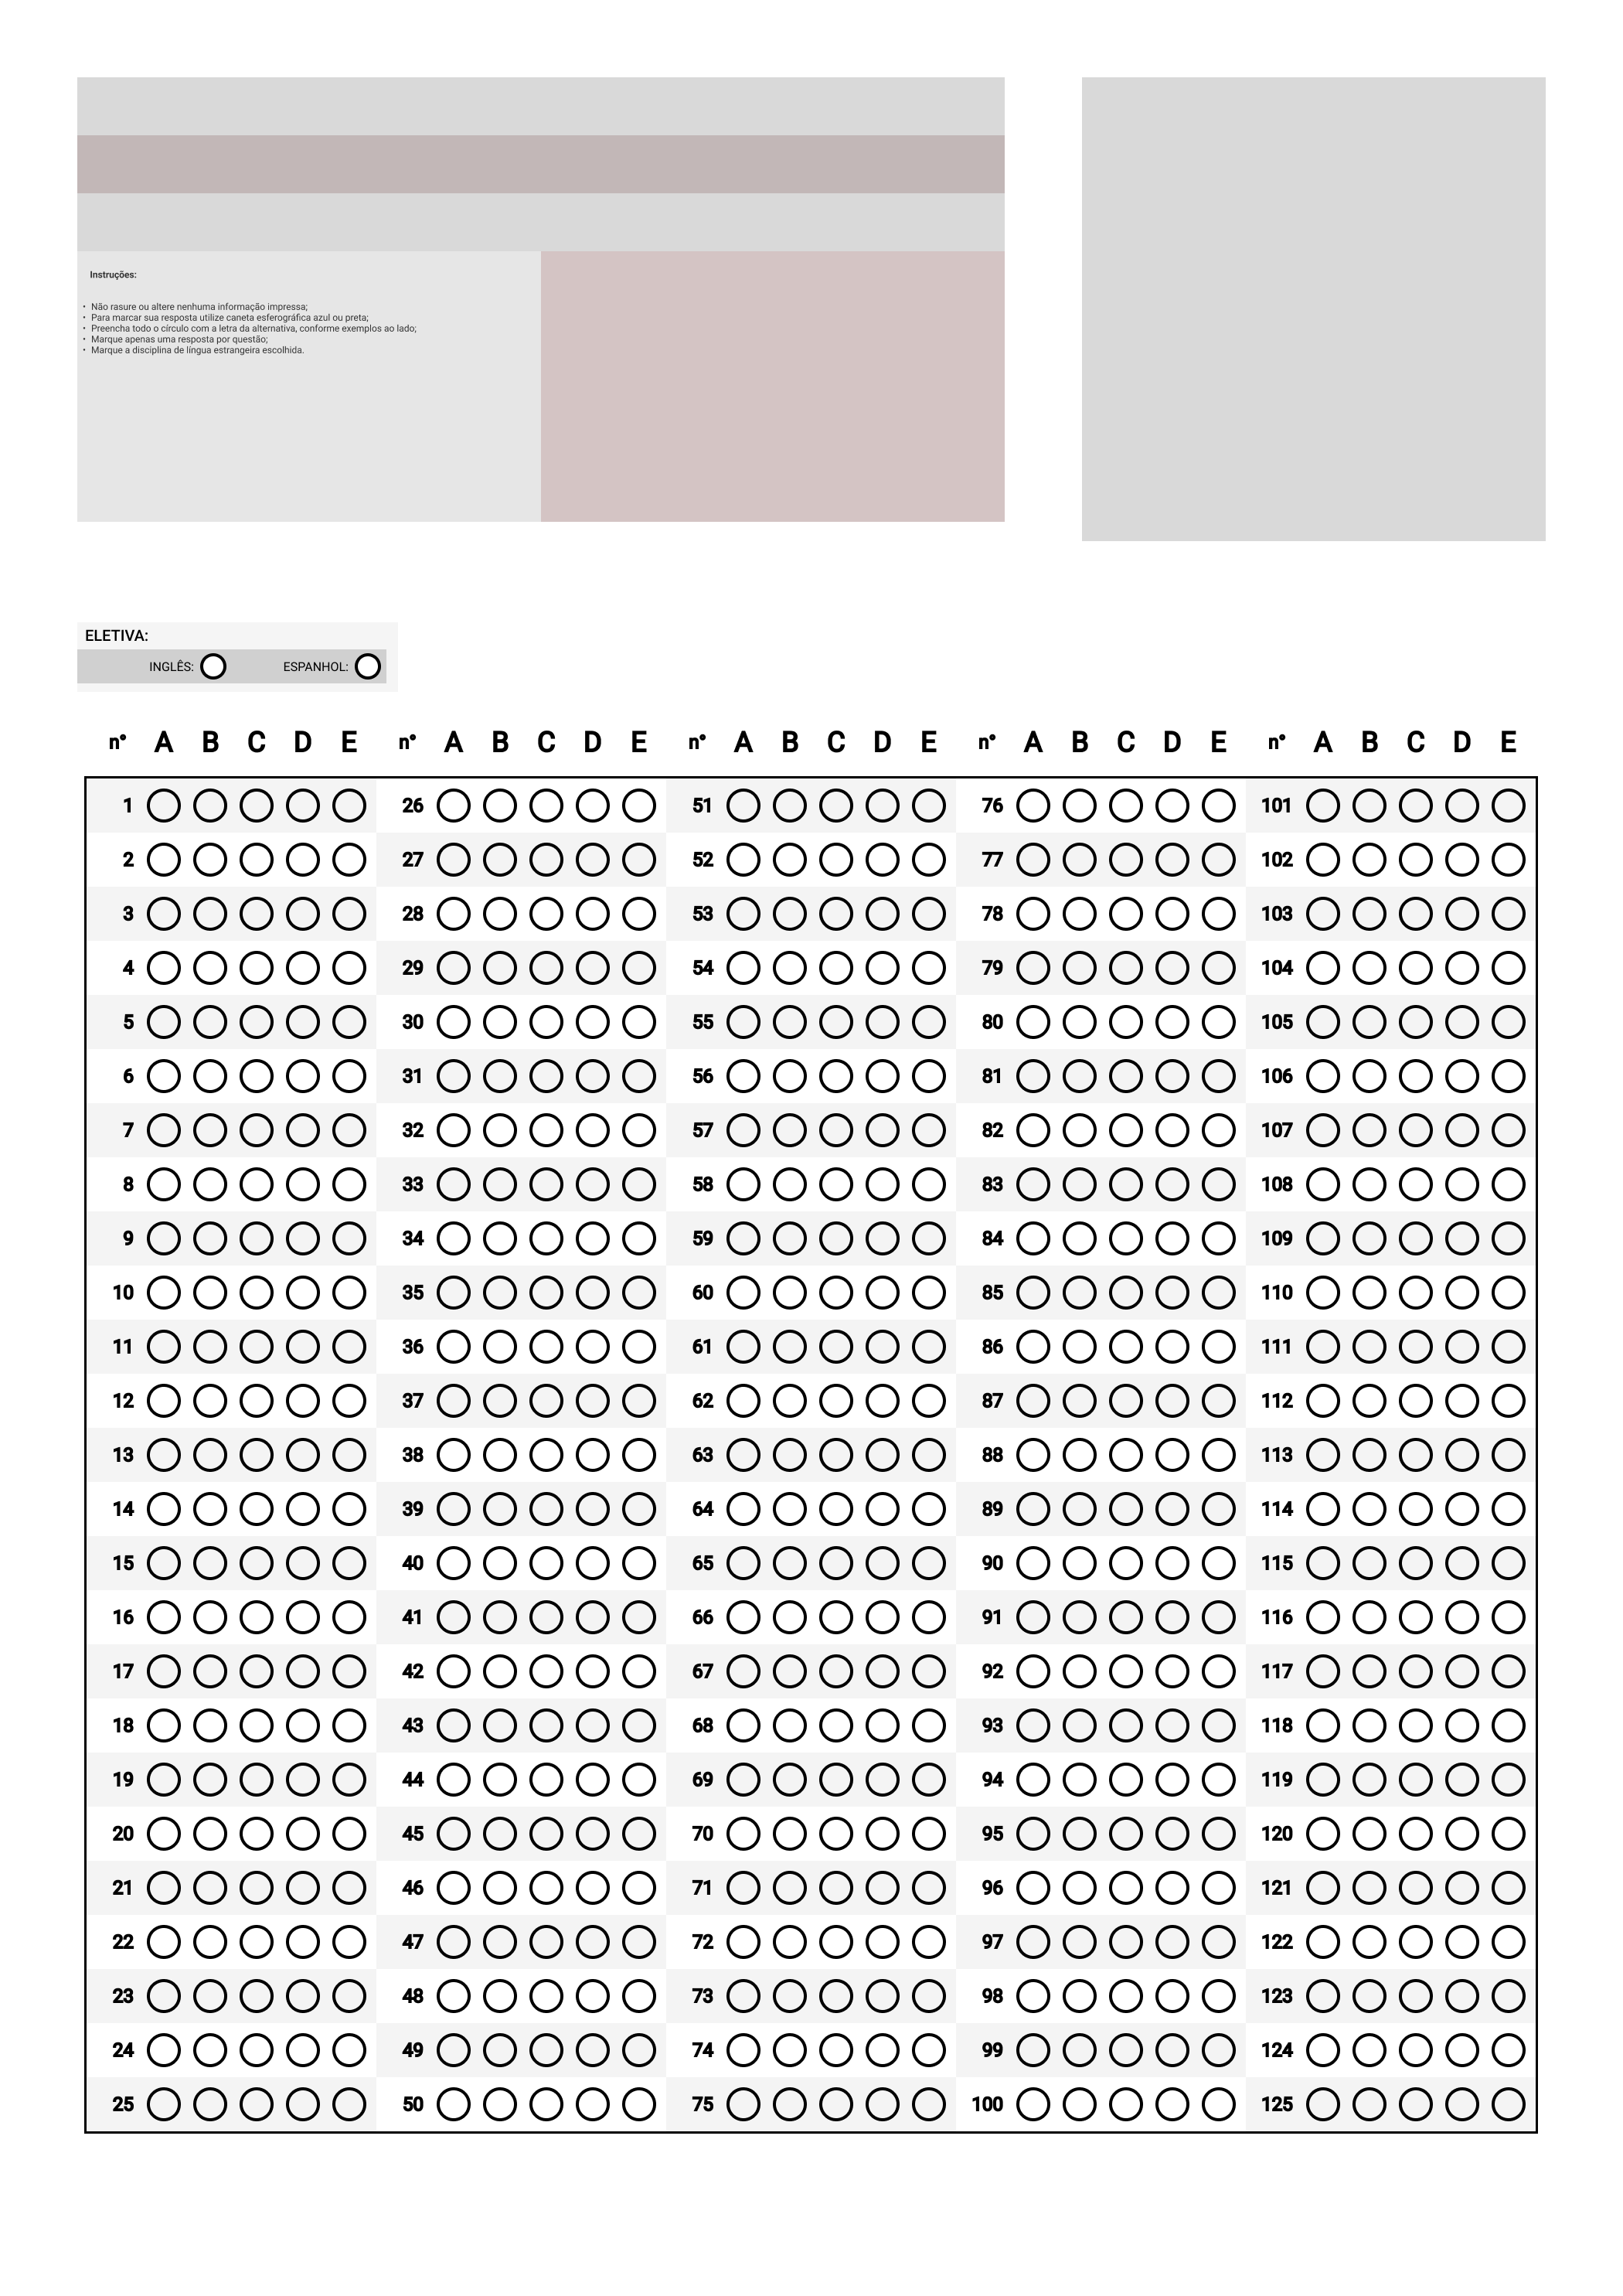 Instruções:
• Não rasure ou altere nenhuma informação impressa;
• Para marcar sua resposta utilize caneta esferográfica azul ou preta;
• Preencha todo o círculo com a letra da alternativa, conforme exemplos ao lado;
• Marque apenas uma resposta por questão;
• Marque a disciplina de língua estrangeira escolhida.
ELETIVA:
INGLÊS: ESPANHOL:
n° A B C D E n° A B C D E n° A B C D E n° A B C D E n° A B C D E
1 26 51 76 101
2 27 52 77 102
3 28 53 78 103
4 29 54 79 104
5 30 55 80 105
6 31 56 81 106
7 32 57 82 107
8 33 58 83 108
9 34 59 84 109
10 35 60 85 110
11 36 61 86 111
12 37 62 87 112
13 38 63 88 113
14 39 64 89 114
15 40 65 90 115
16 41 66 91 116
17 42 67 92 117
18 43 68 93 118
19 44 69 94 119
20 45 70 95 120
21 46 71 96 121
22 47 72 97 122
23 48 73 98 123
24 49 74 99 124
25 50 75 100 125